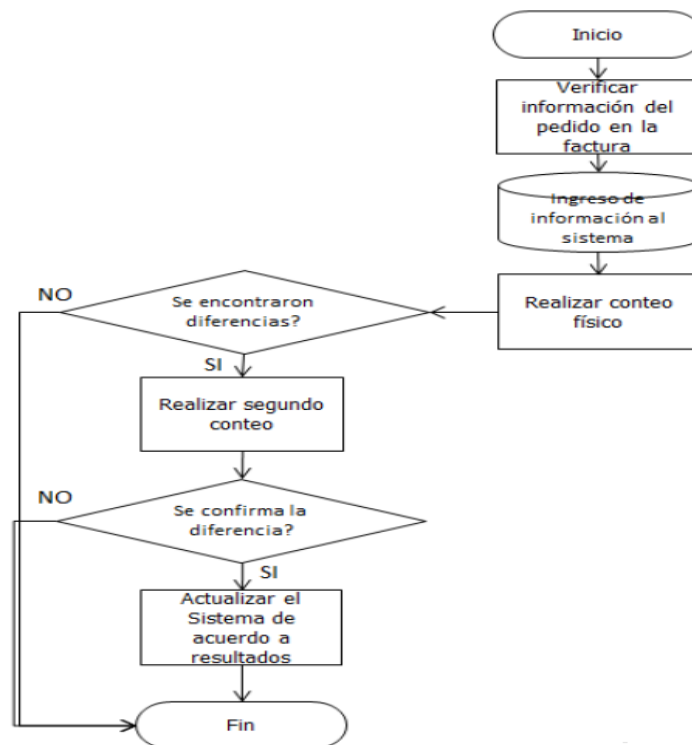 Inicio
Verificar
información del
pedido en la
factura
Ingreso de
información al
sistema
Realizar conteo
físico
NO
Se encontraron
diferencias?
SI
Realizar segundo
conteo
NO
Se confirma la
diferencia?
SI
Actualizar el
Sistema de
acuerdo a
resultados
Fin